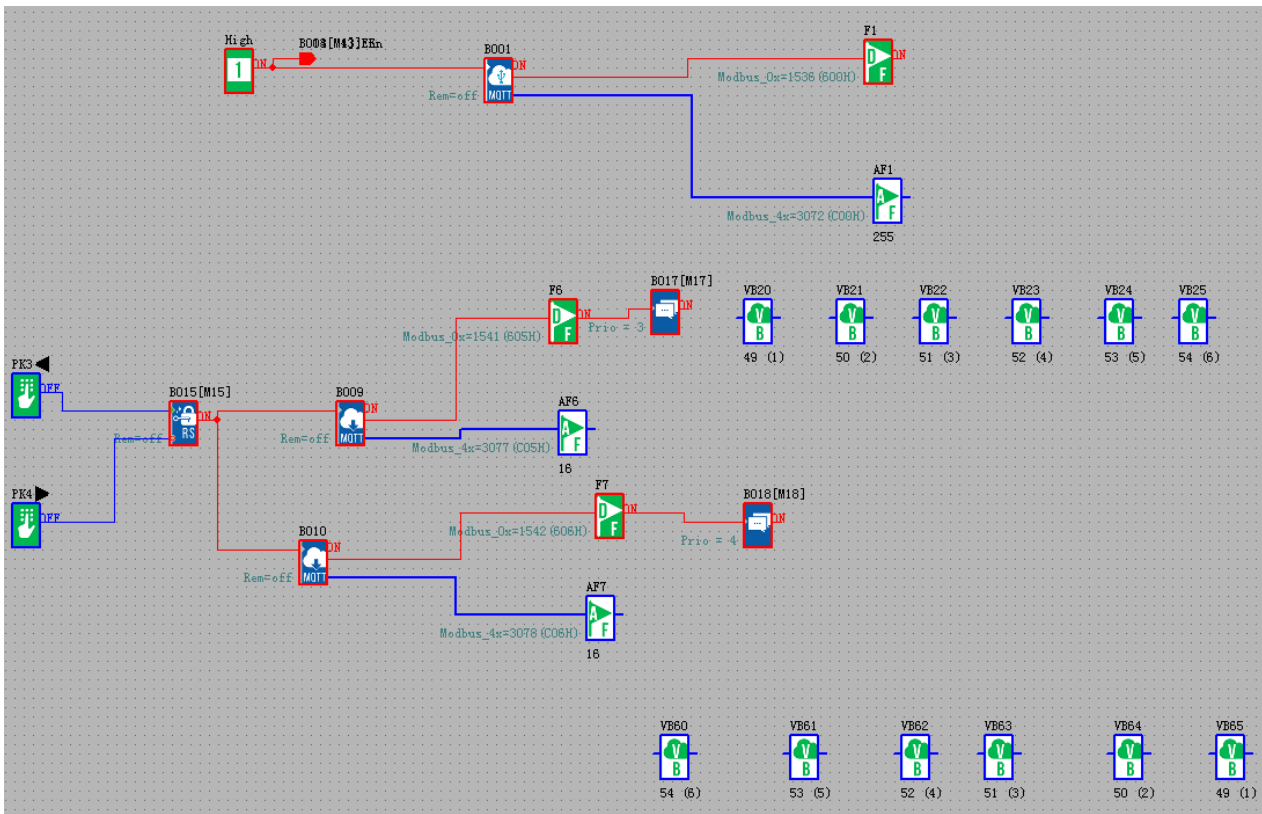 High
1
ON
B001
ON
MQTT
Rem=off
F1
D
F
ON
Modbus_0x=1536 (600H)
AF1
A
F
Modbus_4x=3072 (C00H)
255
F6
D
F
ON
Modbus_0x=1541 (605H)
B017[M17]
ON
Prio = 3
VB20
V
B
49 (1)
VB21
V
B
50 (2)
VB22
V
B
51 (3)
VB23
V
B
52 (4)
VB24
V
B
53 (5)
VB25
V
B
54 (6)
PK3
OFF
B015[M15]
RS
ON
Rem=off
B009
ON
MQTT
Rem=off
AF6
A
F
Modbus_4x=3077 (C05H)
16
PK4
OFF
F7
D
F
ON
Modbus_0x=1542 (606H)
B018[M18]
ON
Prio = 4
B010
ON
MQTT
Rem=off
AF7
A
F
Modbus_4x=3078 (C06H)
16
VB60
V
B
54 (6)
VB61
V
B
53 (5)
VB62
V
B
52 (4)
VB63
V
B
51 (3)
VB64
V
B
50 (2)
VB65
V
B
49 (1)